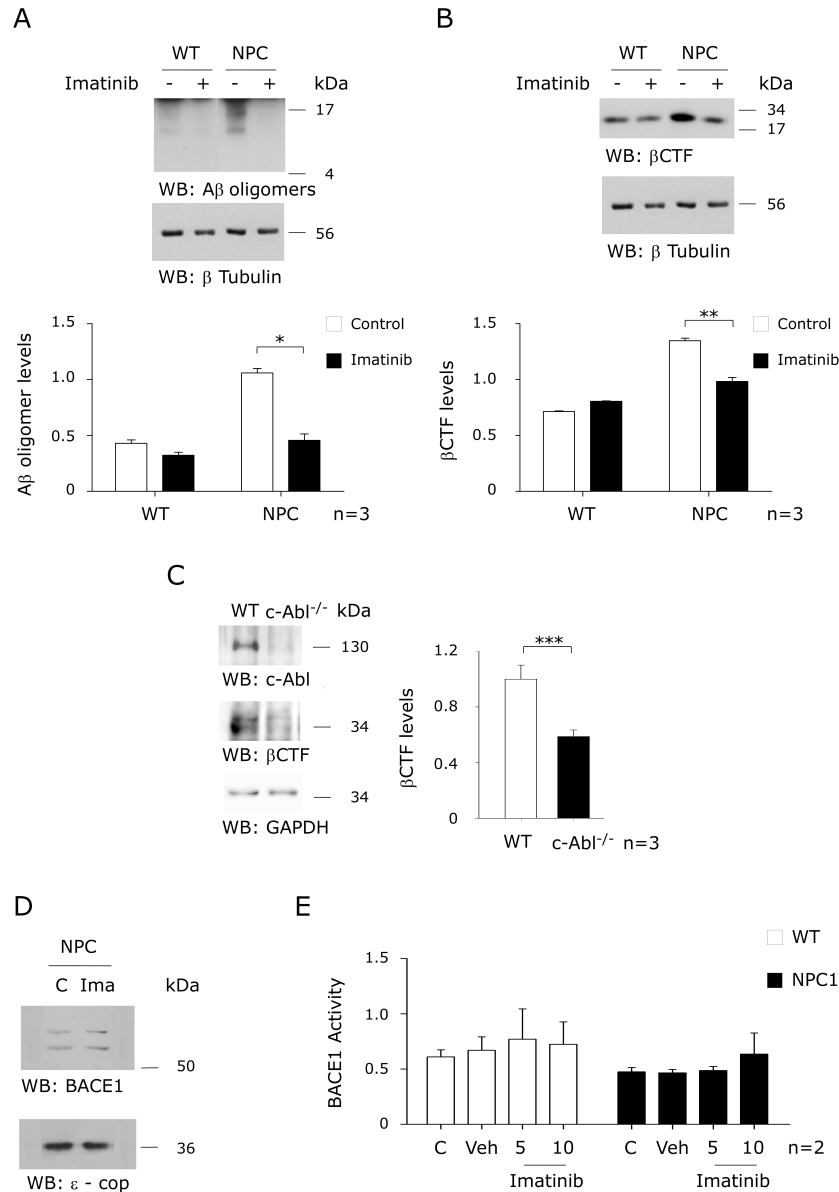 A
WT NPC
Imatinib - + - + kDa
17
4
WB: Aβ oligomers
56
WB: β Tubulin
B
WT NPC
Imatinib - + - + kDa
34
17
WB: βCTF
56
WB: β Tubulin
Aβ oligomer levels
1.5
1.0
0.5
0
*
Control
Imatinib
WT NPC n=3
βCTF levels
1.5
1.0
0.5
0
**
Control
Imatinib
WT NPC n=3
C
WT c-Abl-/- kDa
130
WB: c-Abl
34
WB: βCTF
34
WB: GAPDH
βCTF levels
1.2
0.8
0.4
0
***
WT c-Abl-/- n=3
D
NPC
C Ima kDa
50
WB: BACE1
36
WB: ε - cop
E
WT
NPC1
BACE1 Activity
1.5
1.0
0.5
0
C Veh 5 10 C Veh 5 10 n=2
Imatinib Imatinib